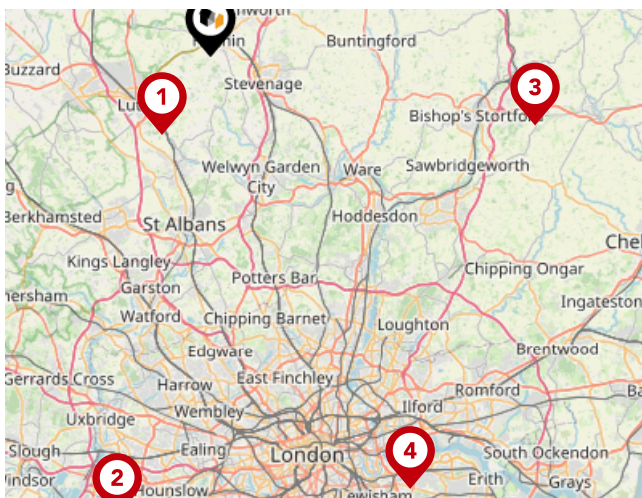 Buntingford
Buzzard
Stevenage
3
1
Bishop's Stortford
Welwyn Garden
City
Ware
Sawbridgeworth
Berkhamsted
Hoddesdon
St Albans
Kings Langley
Potters Bar
Chipping Ongar
Garston
Ingateston
Watford
Chipping Barnet
Loughton
Edgware
Brentwood
Gerrards Cross
Harrow
East Finchley
Romford
Wembley
Ilford
Uxbridge
Slough
Ealing
London
4
South Ockendon
2
Erith
Grays
Hounslow
Lewisham